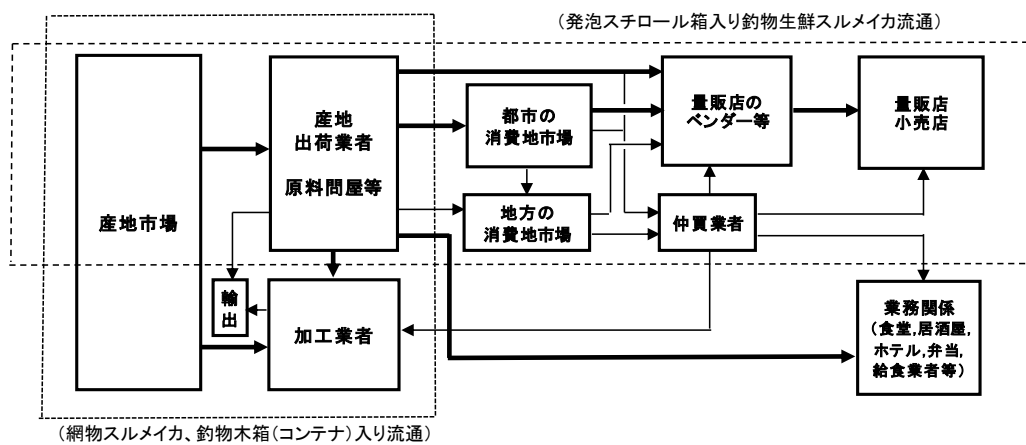 （発泡スチロール箱入り釣物生鮮スルメイカ流通）
産地市場
産地
出荷業者
原料問屋等
都市の
消費地市場
地方の
消費地市場
量販店の
ベンダー等
量販店
小売店
仲買業者
輸
出
加工業者
業務関係
（食堂,居酒屋,
ホテル,弁当,
給食業者等）
（網物スルメイカ、釣物木箱（コンテナ）入り流通）